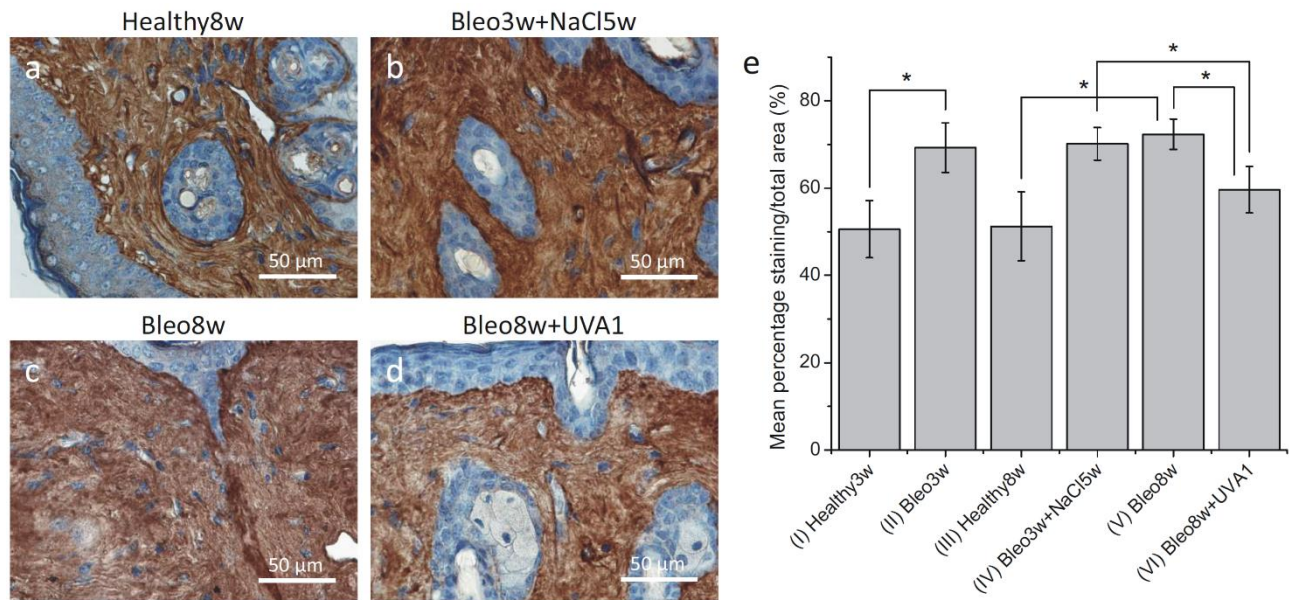 Healthy8w
Bleo3w+NaCl5w
a
50 µm
b
50 µm
Bleo8w
Bleo8w+UVA1
c
50 µm
d
50 µm
e
Mean percentage staining/total area (%)
80
60
40
20
0
*
*
*
*
(I) Healthy3w
(II) Bleo3w
(III) Healthy8w
(IV) Bleo3w+NaCl5w
(V) Bleo8w
(VI) Bleo8w+UVA1